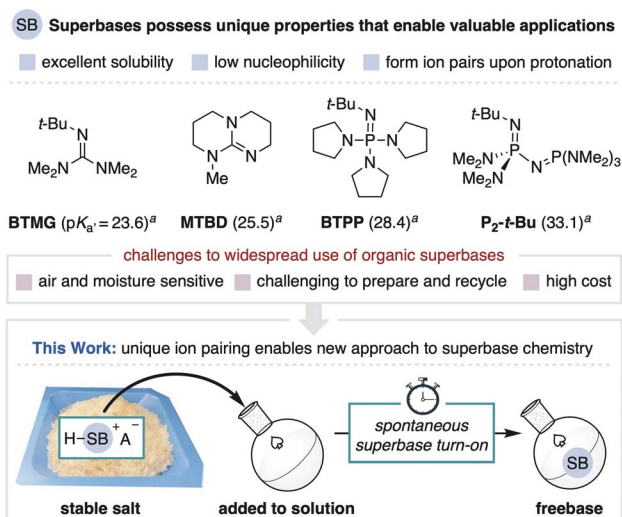 SB Superbases possess unique properties that enable valuable applications
excellent solubility low nucleophilicity form ion pairs upon protonation
t-Bu N Me2N NMe2
N N N Me
t-Bu N N P N N
t-Bu N Me2N P Me2N N P(NMe2)3
BTMG (pKa' = 23.6)a MTBD (25.5)a BTPP (28.4)a P2-t-Bu (33.1)a
challenges to widespread use of organic superbases
air and moisture sensitive challenging to prepare and recycle high cost
This Work: unique ion pairing enables new approach to superbase chemistry
H–SB + A −
spontaneous
superbase turn-on
SB
stable salt added to solution freebase